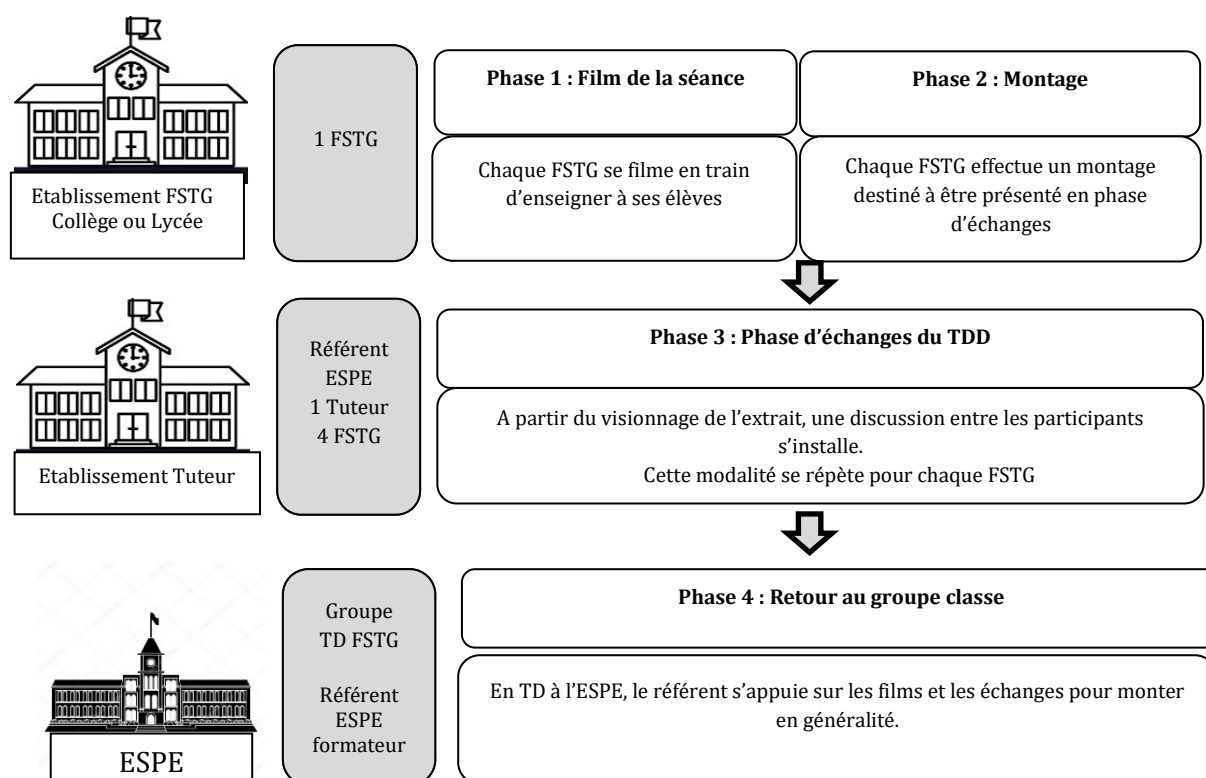 Etablissement FSTG
Collège ou Lycée
1 FSTG
Phase 1 : Film de la séance
Chaque FSTG se filme en train
d’enseigner à ses élèves
Phase 2 : Montage
Chaque FSTG effectue un montage
destiné à être présenté en phase
d’échanges
Etablissement Tuteur
Référent
ESPE
1 Tuteur
4 FSTG
Phase 3 : Phase d’échanges du TDD
A partir du visionnage de l’extrait, une discussion entre les participants
s’installe.
Cette modalité se répète pour chaque FSTG
ESPE
Groupe
TD FSTG
Référent
ESPE
formateur
Phase 4 : Retour au groupe classe
En TD à l’ESPE, le référent s’appuie sur les films et les échanges pour monter
en généralité.